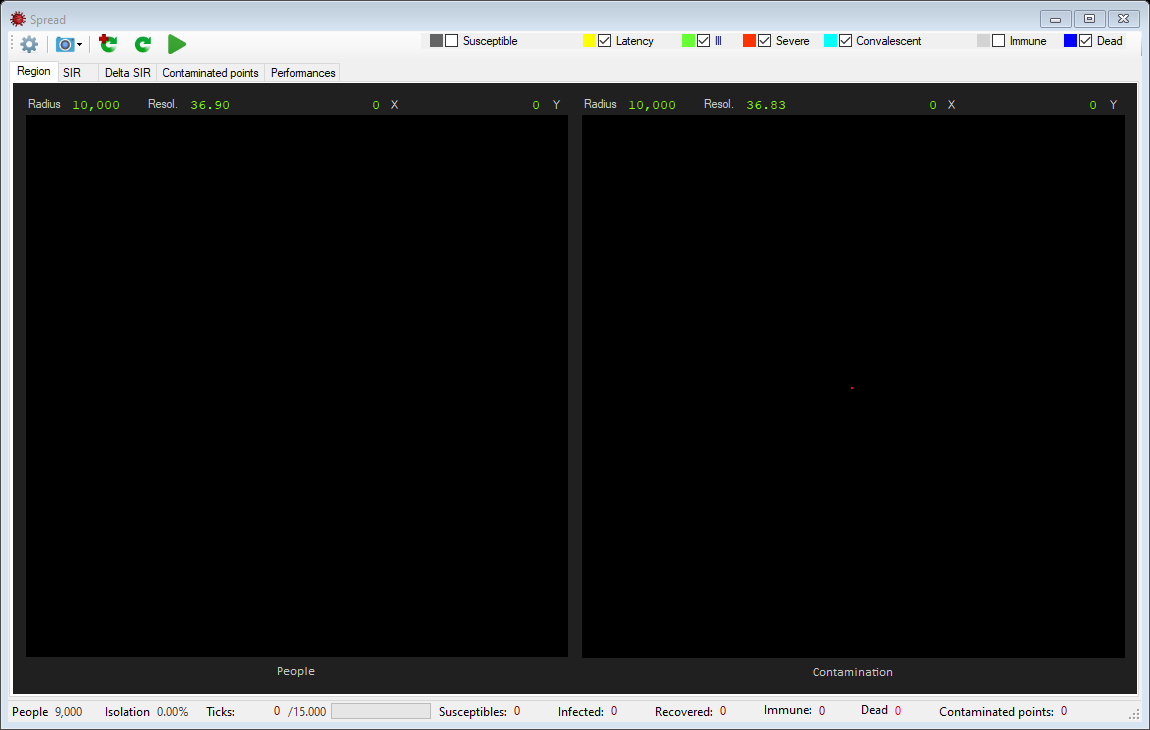 Spread
Susceptible Latency Ill Severe Convalescent Immune Dead
Region SIR Delta SIR Contaminated points Performances
Radius 10,000 Resol. 36.90 0 X 0 Y Radius 10,000 Resol. 36.83 0 X 0 Y
People Contamination
People 9,000 Isolation 0.00% Ticks: 0 /15.000 Susceptibles: 0 Infected: 0 Recovered: 0 Immune: 0 Dead 0 Contaminated points: 0